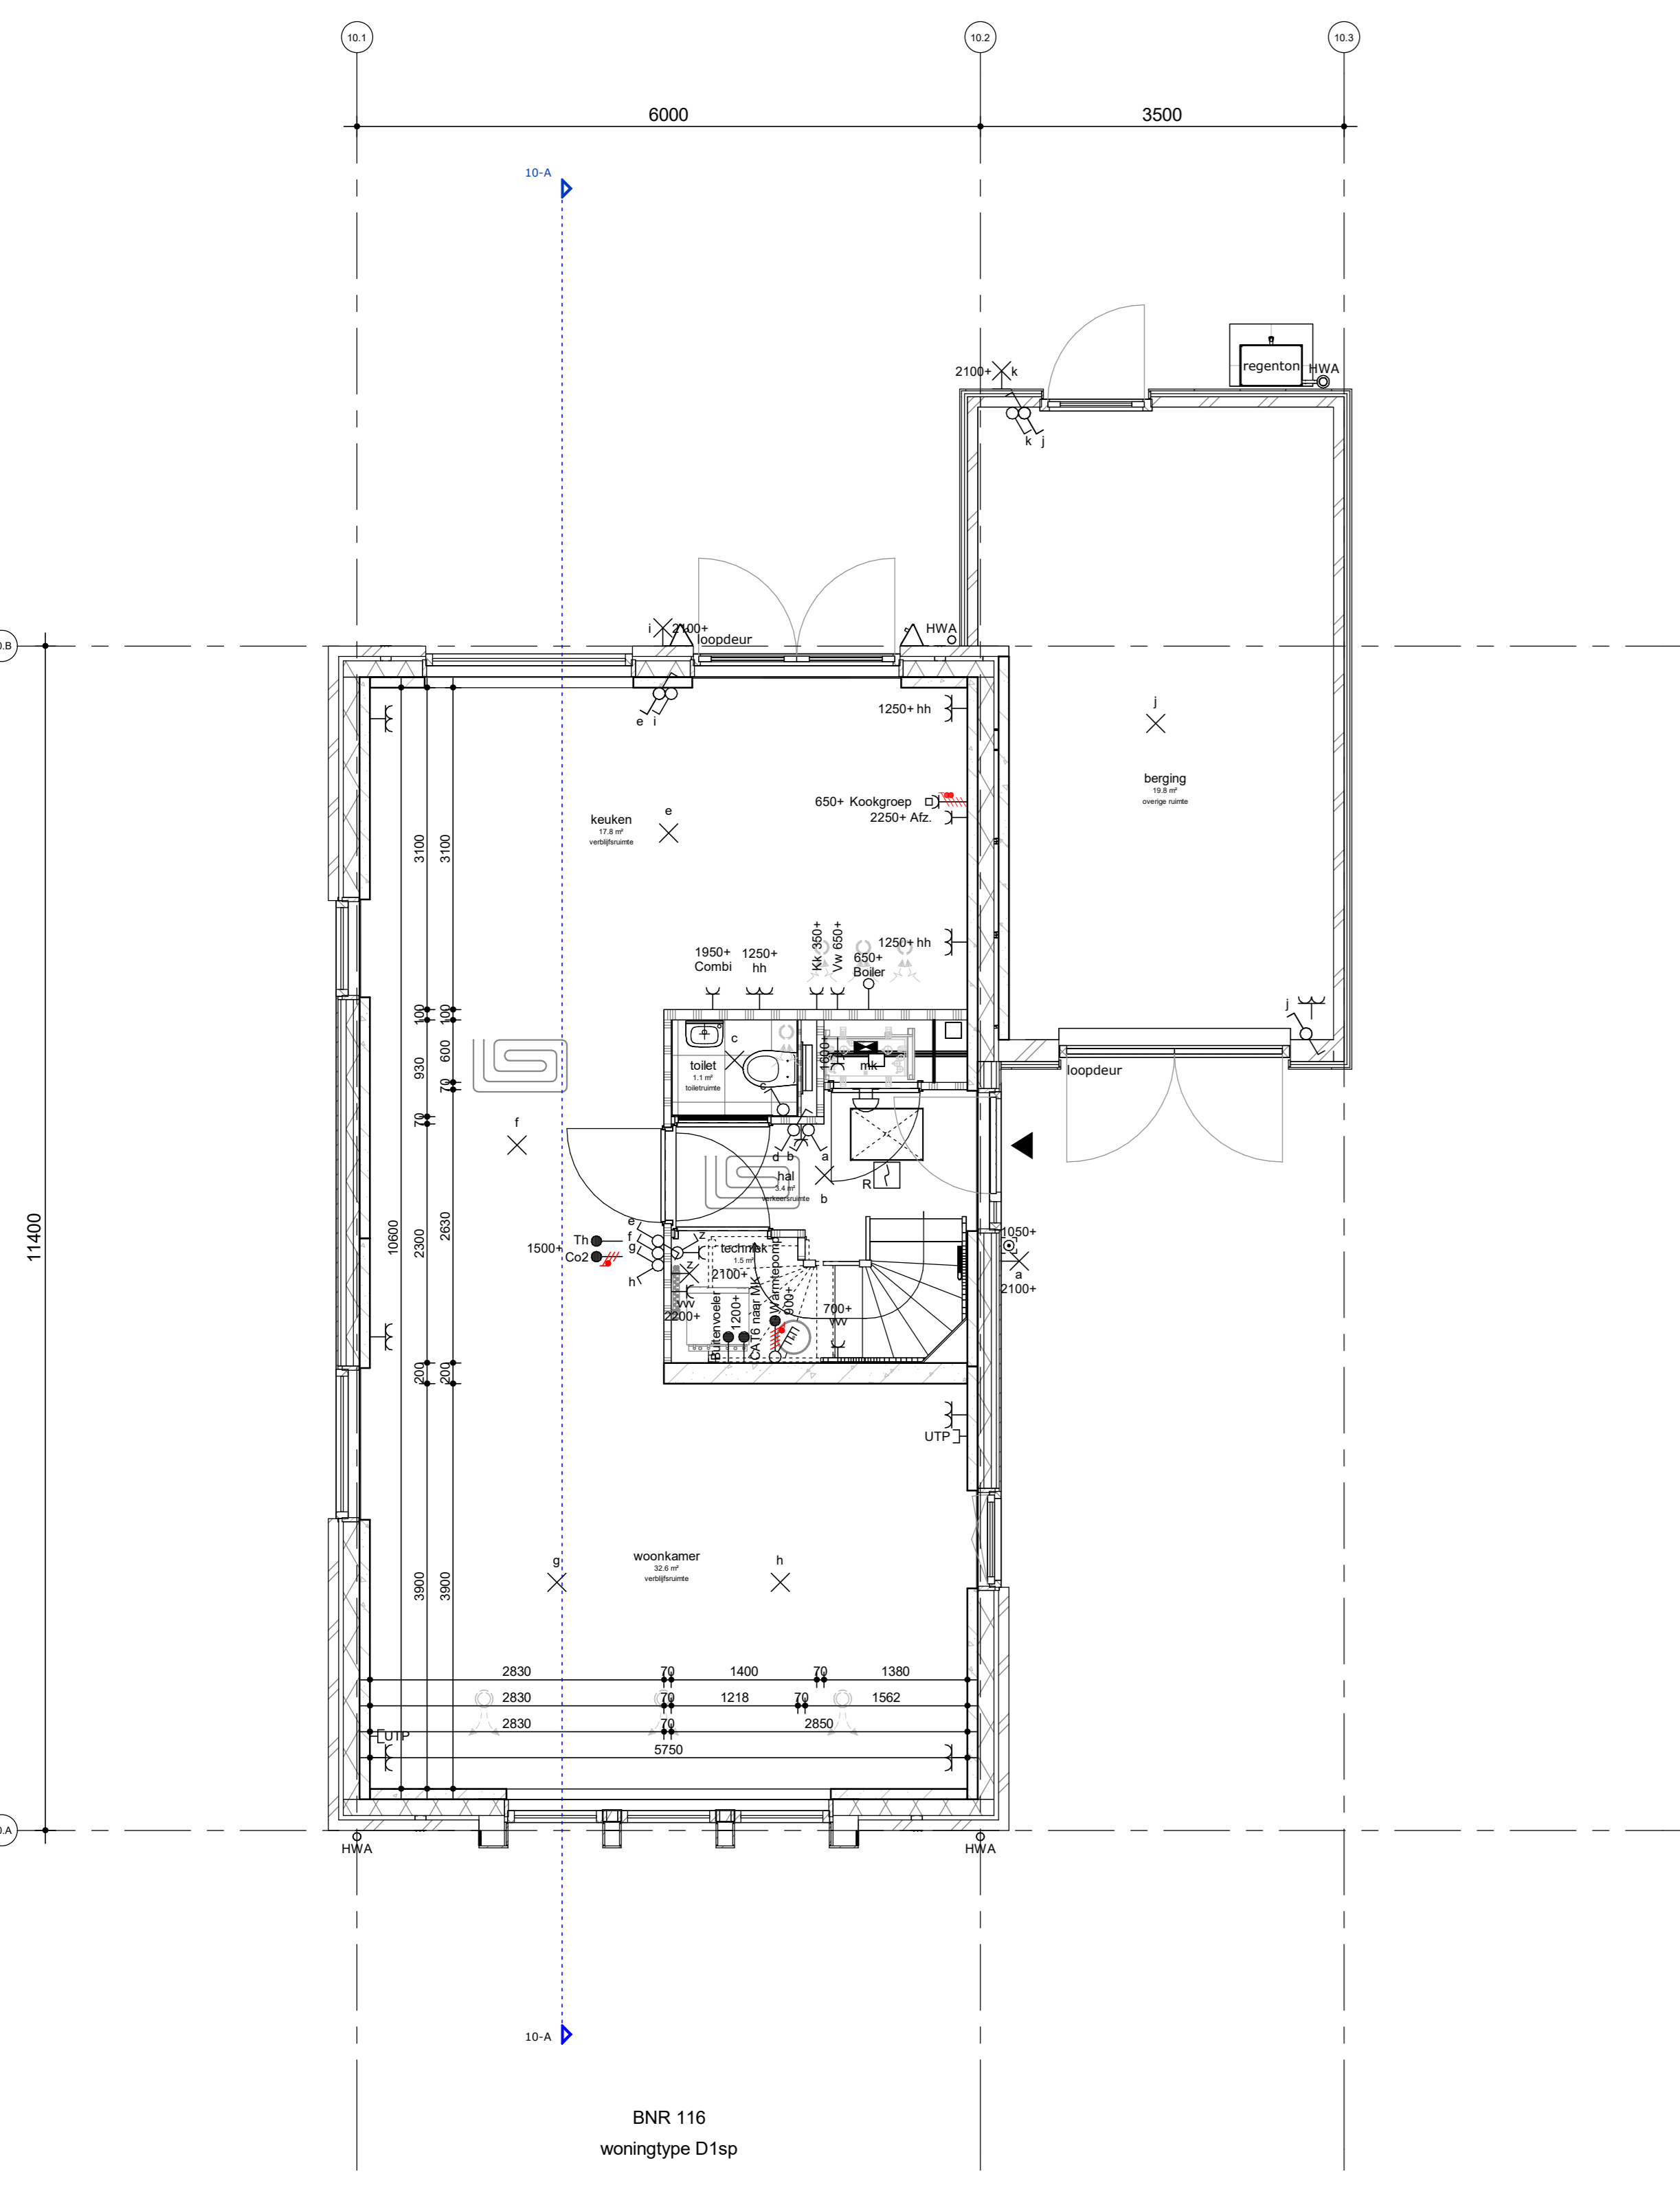 10.1
10.2
10.3
6000
3500
10-A
regenton
HWA
2100+
k
k
j
i
2100+
loopdeur
HWA
0.B
e
i
1250+ hh
j
berging
19.8 m²
overige ruimte
650+ Kookgroep
2250+ Afz.
keuken
17.8 m²
verblijfsruimte
e
3100
3100
1250+ hh
1950+
Combi
1250+
hh
Kk 350+
Vw 650+
650+
Boiler
j
100
100
930
600
70
70
c
toilet
1.1 m²
toiletruimte
c
1600+
mk
loopdeur
f
d
b
a
hal
3.4 m²
verkeersruimte
b
R
11400
10600
2300
2630
1500+
Th
Co2
e
f
g
h
z
techniek
1.5 m²
z
2100+
2200+
Buitenvoeler
1200+
CAT6 naar MK
Warmtepomp
900+
700+
1050+
a
2100+
200
200
UTP
g
woonkamer
32.6 m²
verblijfsruimte
h
3900
3900
2830
70
1400
70
1380
2830
70
1218
70
1562
2830
70
2850
UTP
5750
0.A
HWA
HWA
10-A
BNR 116
woningtype D1sp